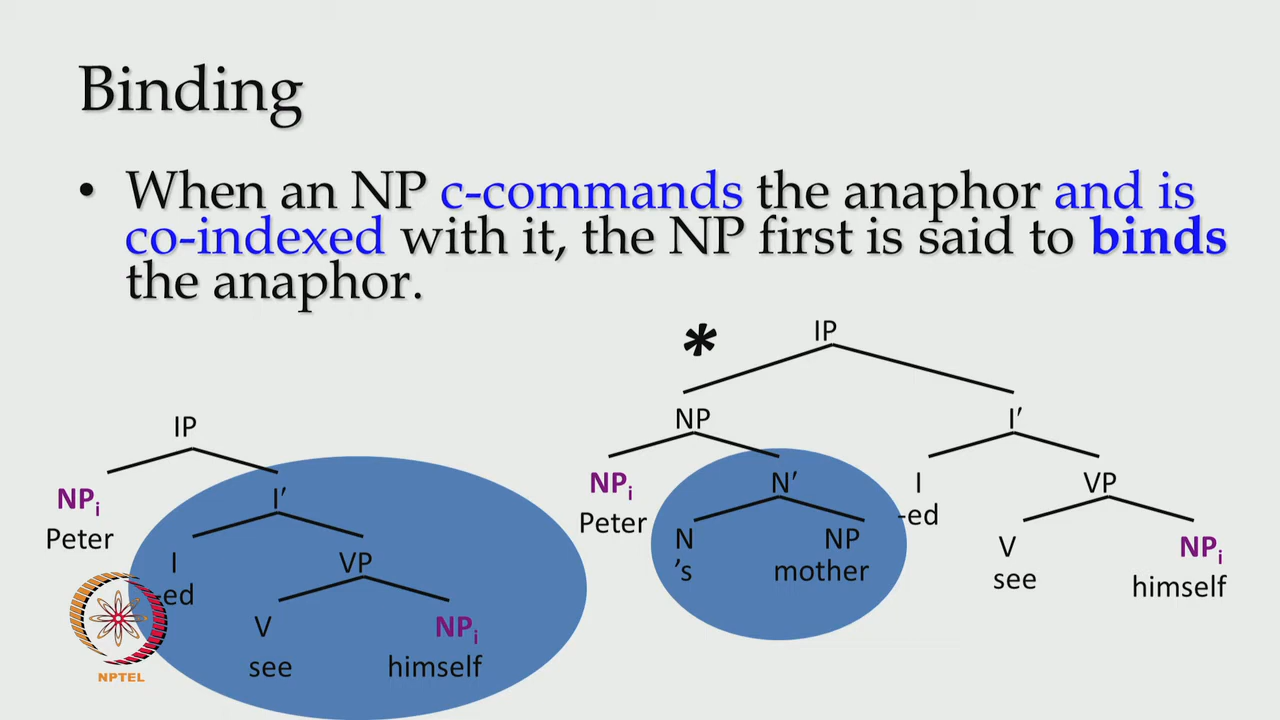 Binding
• When an NP c-commands the anaphor and is
co-indexed with it, the NP first is said to binds
the anaphor.
*
IP
NP I′
NPi N′ I VP
Peter -ed
N NP V NPi
's mother see himself
IP
NPi I′
Peter
I VP
-ed
V NPi
see himself
NPTEL